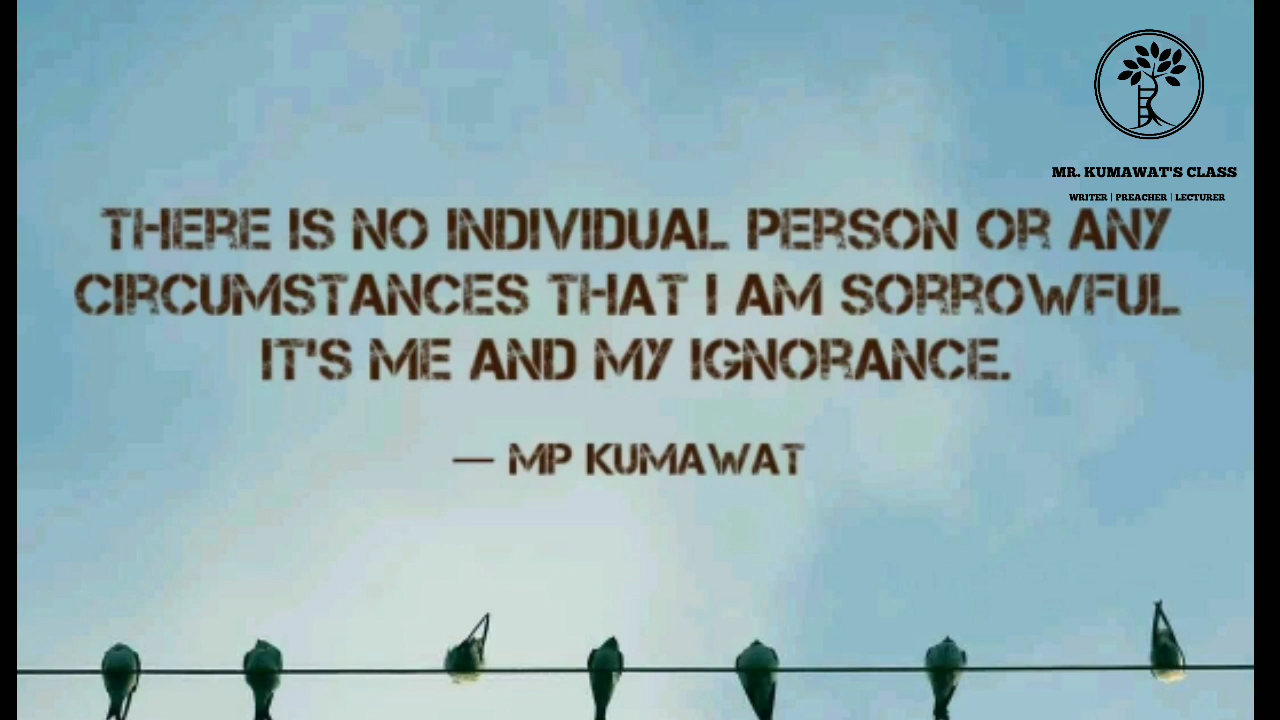 MR. KUMAWAT'S CLASS
WRITER | PREACHER | LECTURER
THERE IS NO INDIVIDUAL PERSON OR ANY
CIRCUMSTANCES THAT I AM SORROWFUL
IT'S ME AND MY IGNORANCE.
— MP KUMAWAT